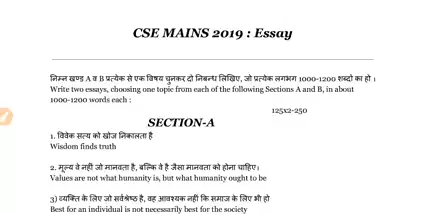 CSE MAINS 2019 : Essay
निम्न खण्ड A व B प्रत्येक से एक विषय चुनकर दो निबन्ध लिखिए, जो प्रत्येक लगभग 1000-1200 शब्दों का हो ।
Write two essays, choosing one topic from each of the following Sections A and B, in about
1000-1200 words each :
125x2-250
SECTION-A
1. विवेक सत्य को खोज निकालता है
Wisdom finds truth
2. मूल्य वे नहीं जो मानवता है, बल्कि वे है जैसा मानवता को होना चाहिए।
Values are not what humanity is, but what humanity ought to be
3) व्यक्ति के लिए जो सर्वश्रेष्ठ है, वह आवश्यक नहीं कि समाज के लिए भी हो
Best for an individual is not necessarily best for the society